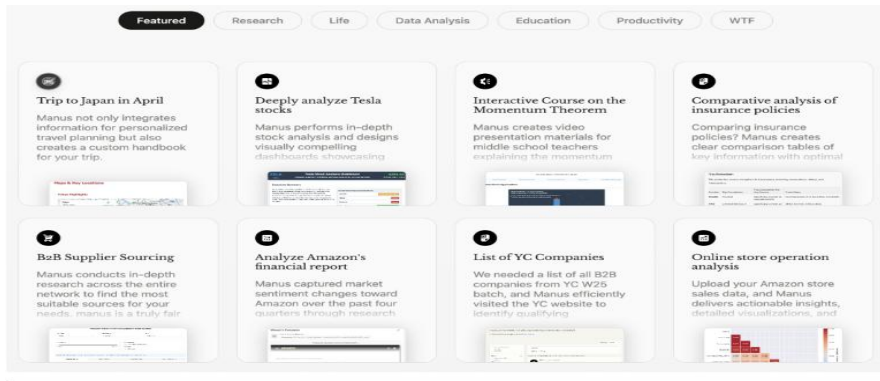 Featured
Research
Life
Data Analysis
Education
Productivity
WTF
Trip to Japan in April
Manus not only integrates
information for personalized
travel planning but also
creates a custom handbook
for your trip.
Deeply analyze Tesla
stocks
Manus performs in-depth
stock analysis and designs
visually compelling
dashboards showcasing
Interactive Course on the
Momentum Theorem
Manus creates video
presentation materials for
middle school teachers
explaining the momentum
Comparative analysis of
insurance policies
Comparing insurance
policies? Manus creates
clear comparison tables of
key information with optimal
B2B Supplier Sourcing
Manus conducts in-depth
research across the entire
network to find the most
suitable sources for your
needs. manus is a truly fair
Analyze Amazon's
financial report
Manus captured market
sentiment changes toward
Amazon over the past four
quarters through research
List of YC Companies
We needed a list of all B2B
companies from YC W25
batch, and Manus efficiently
visited the YC website to
identify qualifying
Online store operation
analysis
Upload your Amazon store
sales data, and Manus
delivers actionable insights,
detailed visualizations, and